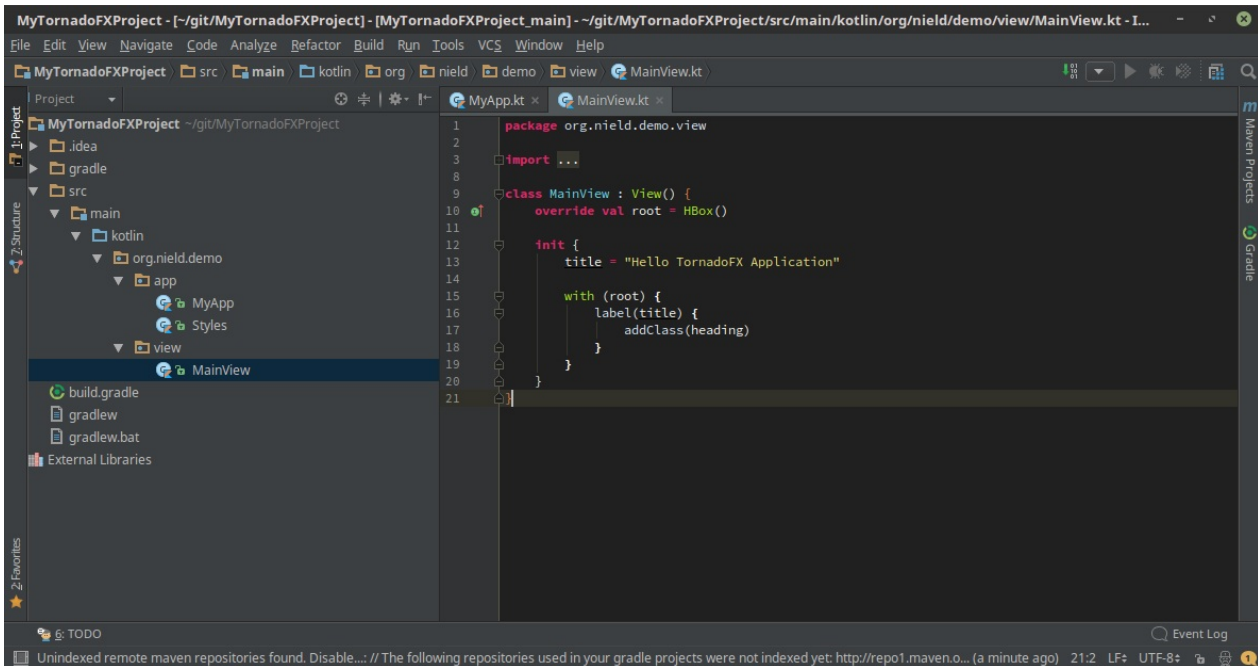 MyTornadoFXProject - [~/git/MyTornadoFXProject] - [MyTornadoFXProject_main] - ~/git/MyTornadoFXProject/src/main/kotlin/org/nield/demo/view/MainView.kt - I...
File Edit View Navigate Code Analyze Refactor Build Run Tools VCS Window Help
MyTornadoFXProject src main kotlin org nield demo view MainView.kt
Project
MyApp.kt MainView.kt
1: Project
2: Structure
2: Favorites
MyTornadoFXProject ~/git/MyTornadoFXProject
.idea
gradle
src
main
kotlin
org.nield.demo
app
MyApp
Styles
view
MainView
build.gradle
gradlew
gradlew.bat
External Libraries
1 package org.nield.demo.view
2
3 import ...
8
9 class MainView : View() {
10 override val root = HBox()
11
12 init {
13 title = "Hello TornadoFX Application"
14
15 with (root) {
16 label(title) {
17 addClass(heading)
18 }
19 }
20 }
21 }
m
Maven Projects
Gradle
6: TODO
Event Log
Unindexed remote maven repositories found. Disable...: // The following repositories used in your gradle projects were not indexed yet: http://repo1.maven.o... (a minute ago) 21:2 LF UTF-8